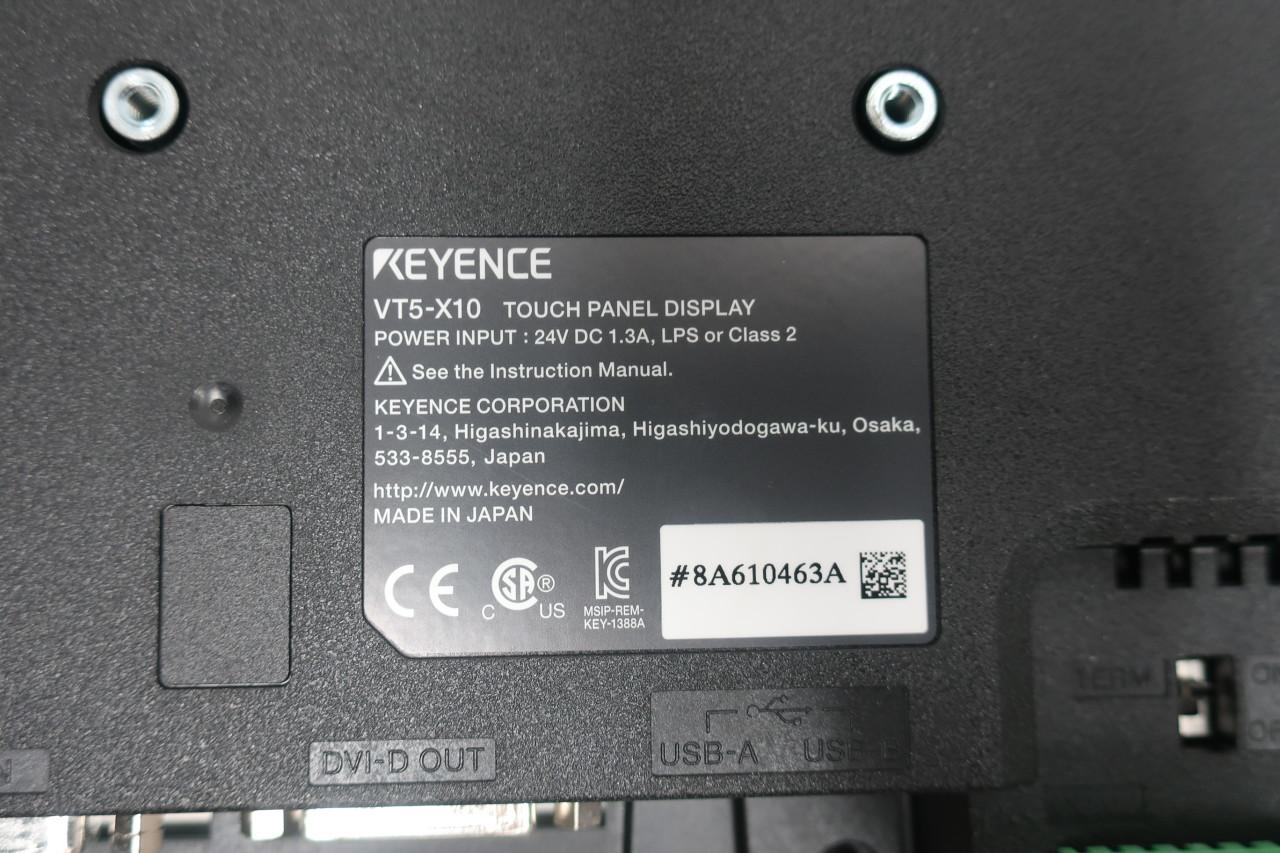 KEYENCE
VT5-X10 TOUCH PANEL DISPLAY
POWER INPUT : 24V DC 1.3A, LPS or Class 2
See the Instruction Manual.
KEYENCE CORPORATION
1-3-14, Higashinakajima, Higashiyodogawa-ku, Osaka,
533-8555, Japan
http://www.keyence.com/
MADE IN JAPAN
CE
C SA ® US
MSIP-REM-
KEY-1388A
#8A610463A
TERM
DVI-D OUT
USB-A